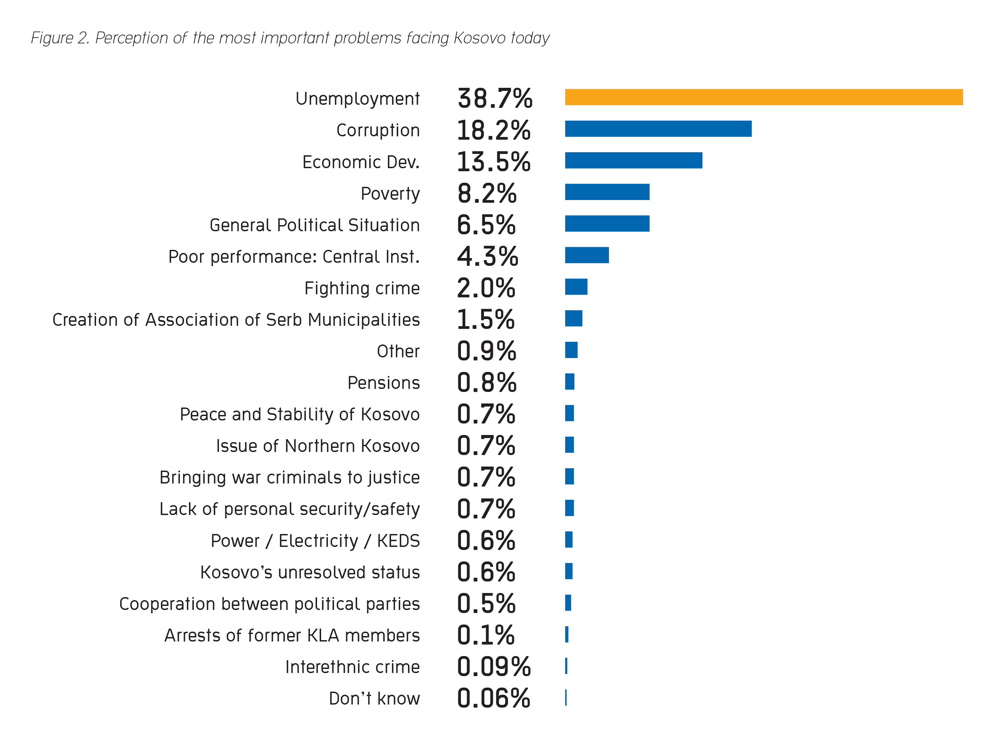 Figure 2. Perception of the most important problems facing Kosovo today
Unemployment 38.7%
Corruption 18.2%
Economic Dev. 13.5%
Poverty 8.2%
General Political Situation 6.5%
Poor performance: Central Inst. 4.3%
Fighting crime 2.0%
Creation of Association of Serb Municipalities 1.5%
Other 0.9%
Pensions 0.8%
Peace and Stability of Kosovo 0.7%
Issue of Northern Kosovo 0.7%
Bringing war criminals to justice 0.7%
Lack of personal security/safety 0.7%
Power / Electricity / KEDS 0.6%
Kosovo’s unresolved status 0.6%
Cooperation between political parties 0.5%
Arrests of former KLA members 0.1%
Interethnic crime 0.09%
Don’t know 0.06%